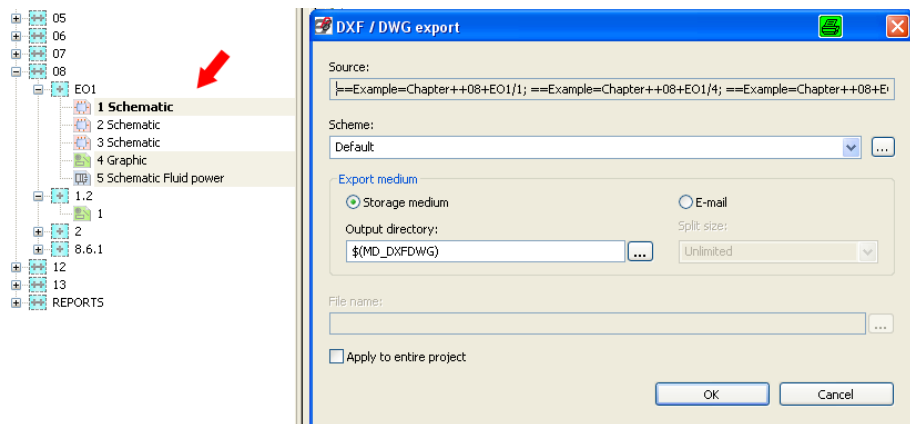 05
06
07
08
EO1
1 Schematic
2 Schematic
3 Schematic
4 Graphic
5 Schematic Fluid power
1.2
1
2
8.6.1
12
13
REPORTS
DXF / DWG export
Source:
==Example=Chapter++08+EO1/1; ==Example=Chapter++08+EO1/4; ==Example=Chapter++08+E
Scheme:
Default
...
Export medium
Storage medium
E-mail
Output directory:
Split size:
$(MD_DXFDWG)
...
Unlimited
File name:
...
Apply to entire project
OK
Cancel